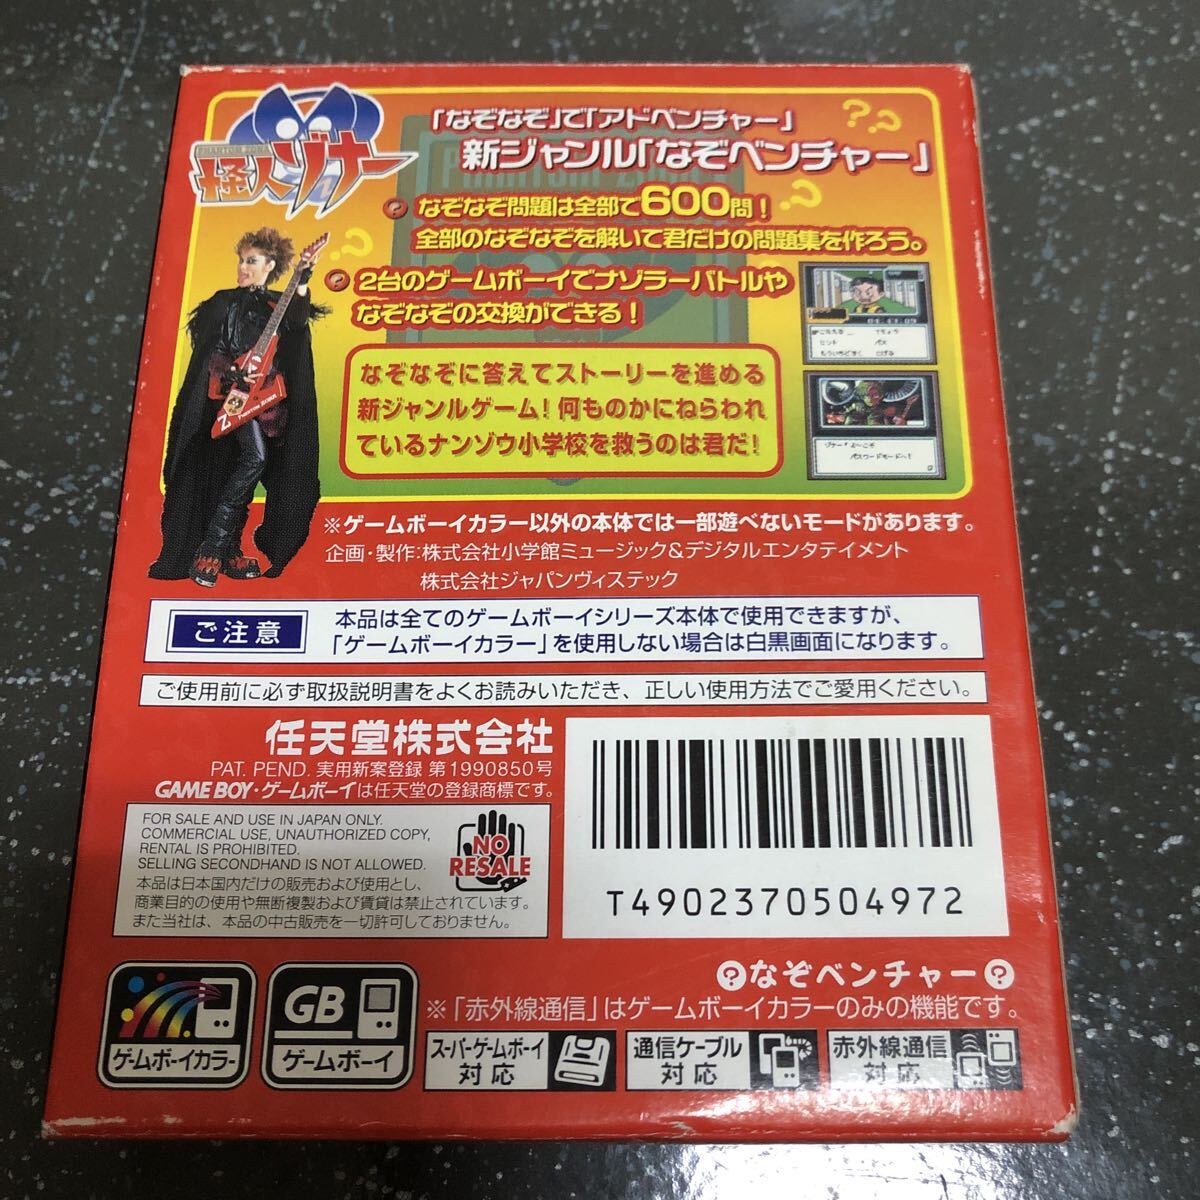 PHANTOM ZONA
怪人ゾナー
「なぞなぞ」で「アドベンチャー」
新ジャンル「なぞベンチャー」
なぞなぞ問題は全部で600問！
全部のなぞなぞを解いて君だけの問題集を作ろう。
2台のゲームボーイでナゾラーバトルや
なぞなぞの交換ができる！
なぞなぞに答えてストーリーを進める
新ジャンルゲーム！何ものかにねらわれ
ているナンゾウ小学校を救うのは君だ！
ヒント パス
もういちどきく にげる
パスワードモードへ！
Z PHANTOM ZONA
※ゲームボーイカラー以外の本体では一部遊べないモードがあります。
企画・製作：株式会社小学館ミュージック&デジタルエンタテイメント
株式会社ジャパンヴィステック
ご注意
本品は全てのゲームボーイシリーズ本体で使用できますが、
「ゲームボーイカラー」を使用しない場合は白黒画面になります。
ご使用前に必ず取扱説明書をよくお読みいただき、正しい使用方法でご愛用ください。
任天堂株式会社
PAT. PEND. 実用新案登録 第1990850号
GAME BOY・ゲームボーイは任天堂の登録商標です。
FOR SALE AND USE IN JAPAN ONLY.
COMMERCIAL USE, UNAUTHORIZED COPY,
RENTAL IS PROHIBITED.
SELLING SECONDHAND IS NOT ALLOWED.
NO RESALE
本品は日本国内だけの販売および使用とし、
商業目的の使用や無断複製および賃貸は禁止されています。
また当社は、本品の中古販売を一切許可しておりません。
T4902370504972
?なぞベンチャー?
※「赤外線通信」はゲームボーイカラーのみの機能です。
ゲームボーイカラー
GB
ゲームボーイ
スーパーゲームボーイ
対応
通信ケーブル
対応
赤外線通信
対応